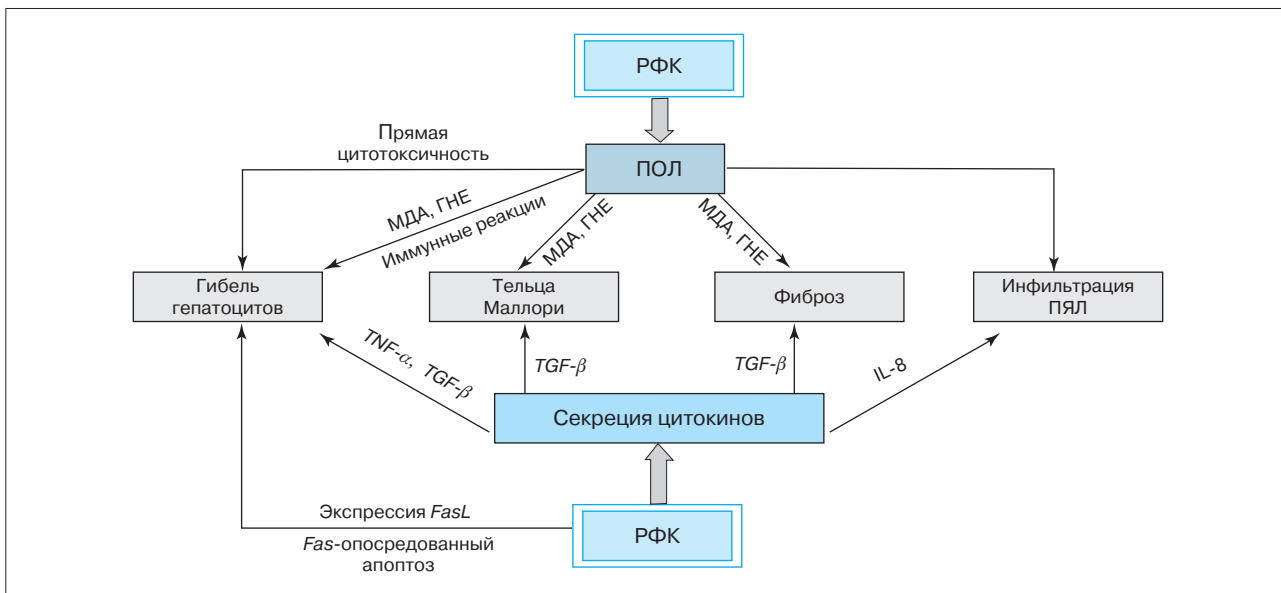 РФК
Прямая
цитотоксичность
ПОЛ
МДА, ГНЕ
Иммунные реакции
МДА, ГНЕ
МДА, ГНЕ
Гибель
гепатоцитов
Тельца
Маллори
Фиброз
Инфильтрация
ПЯЛ
TNF-α, TGF-β
TGF-β
TGF-β
IL-8
Секреция цитокинов
Экспрессия FasL
Fas-опосредованный
апоптоз
РФК